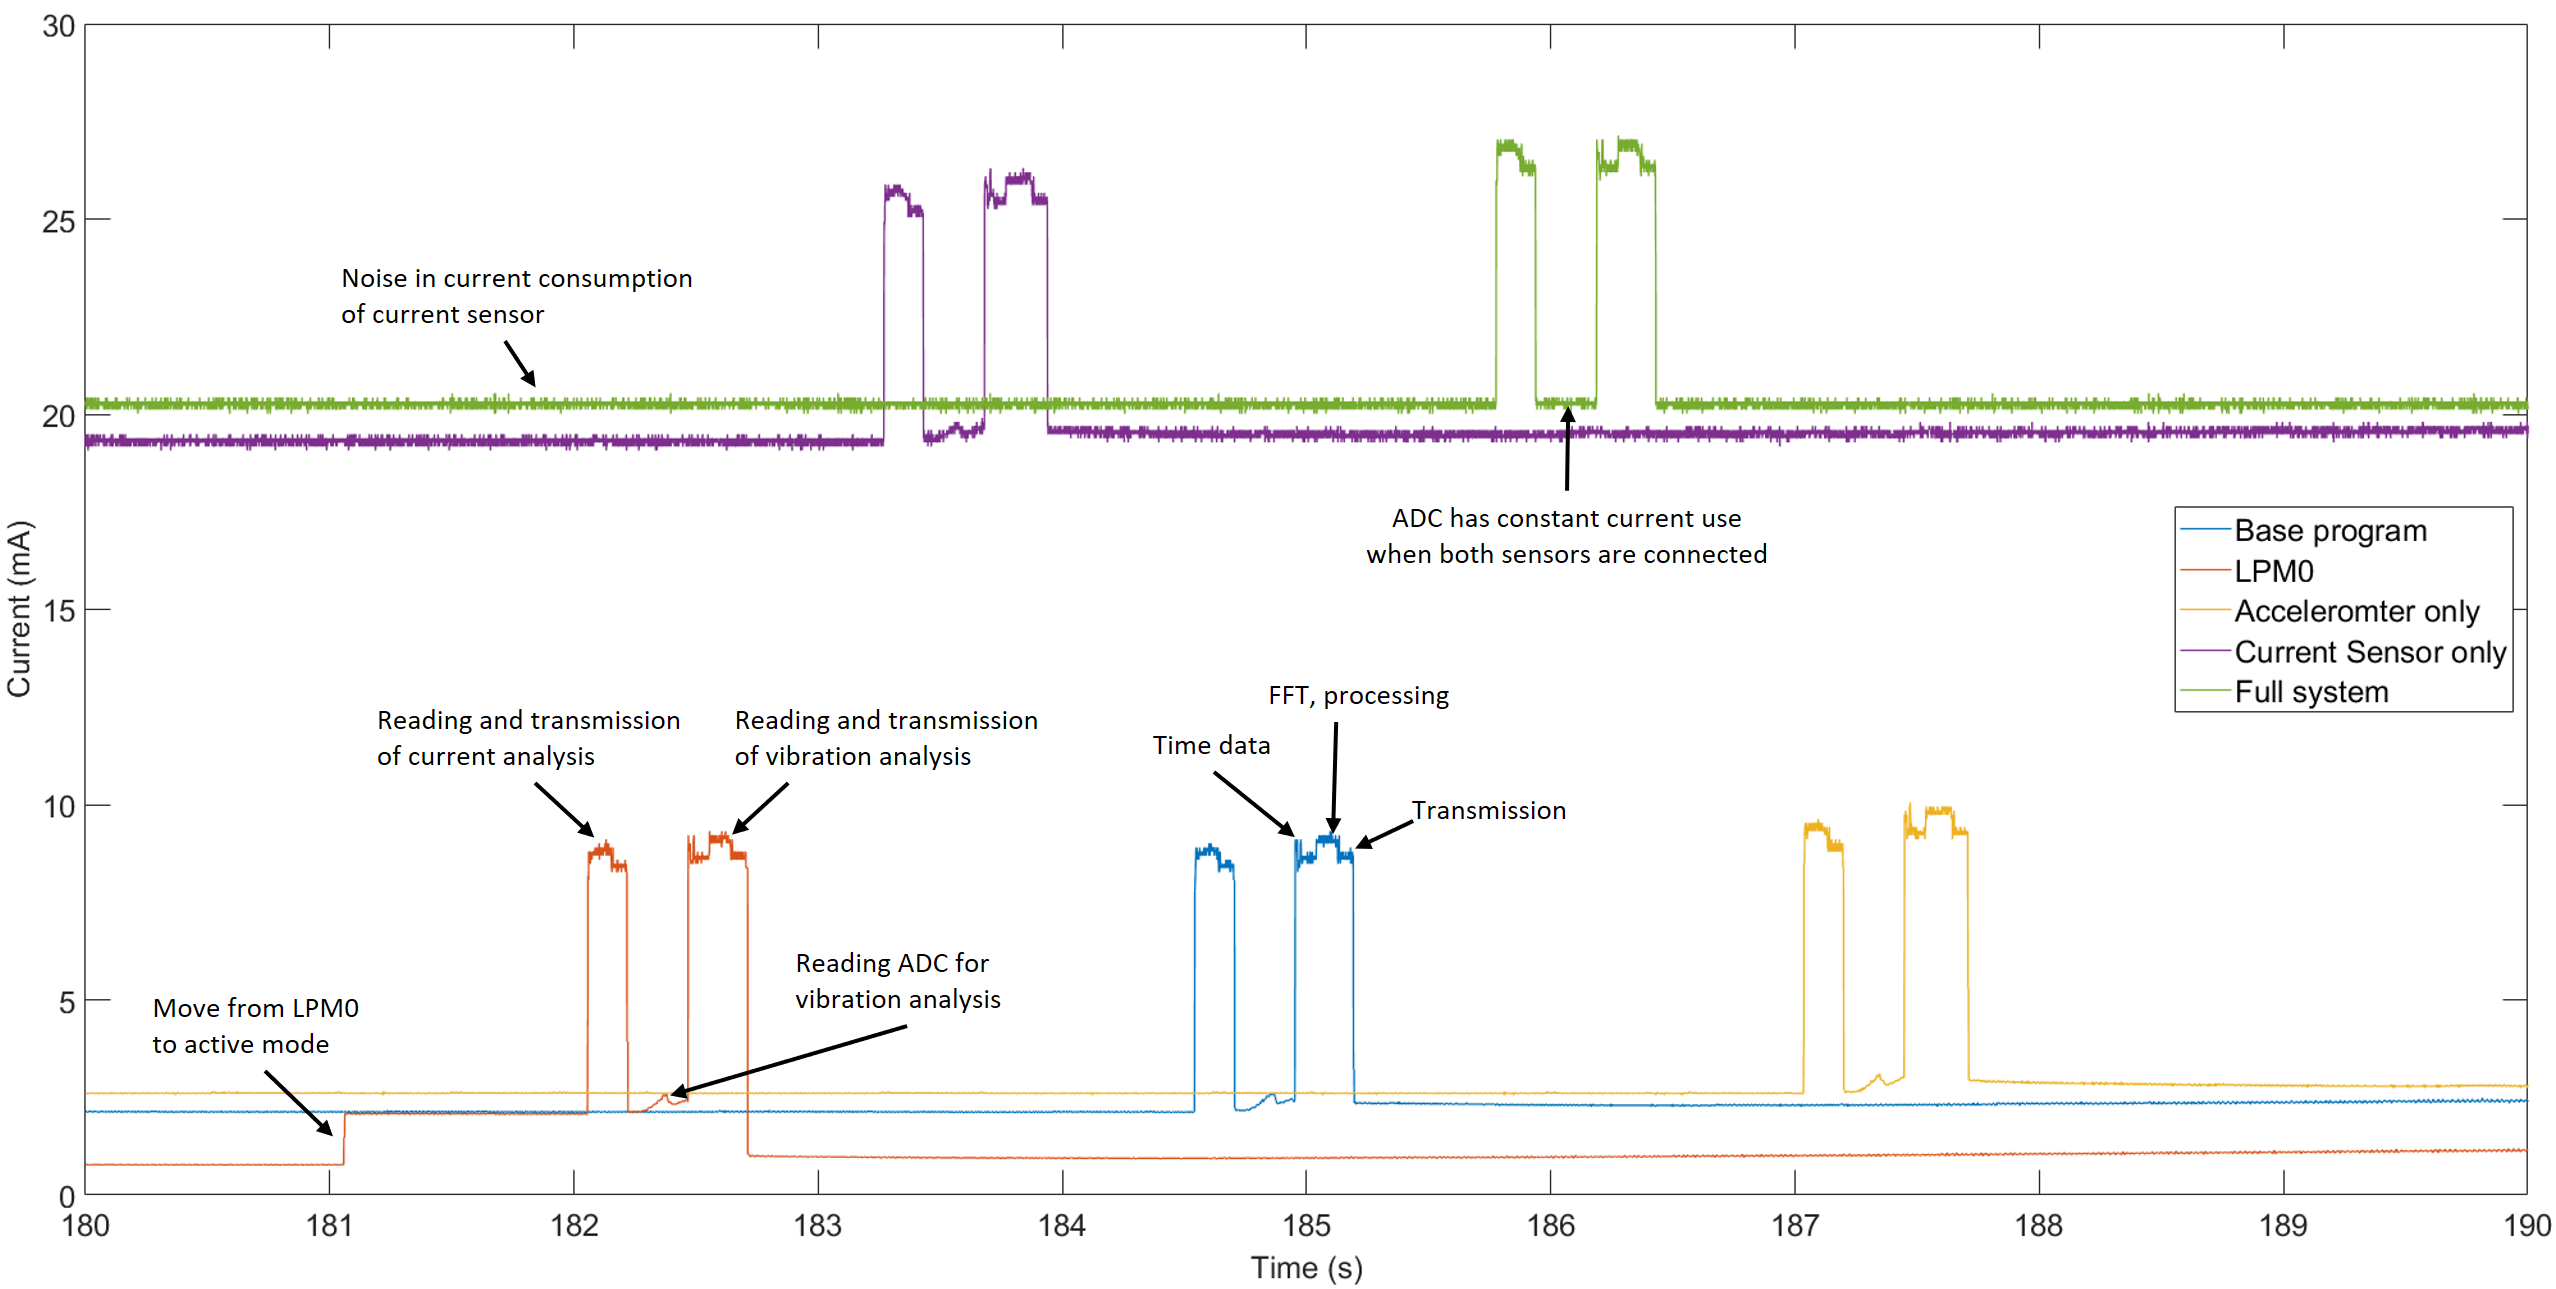 30
25
20
15
10
5
0
Current (mA)
180
181
182
183
184
185
186
187
188
189
190
Time (s)
Noise in current consumption
of current sensor
ADC has constant current use
when both sensors are connected
Base program
LPM0
Acceleromter only
Current Sensor only
Full system
Reading and transmission
of current analysis
Reading and transmission
of vibration analysis
FFT, processing
Time data
Transmission
Reading ADC for
vibration analysis
Move from LPM0
to active mode